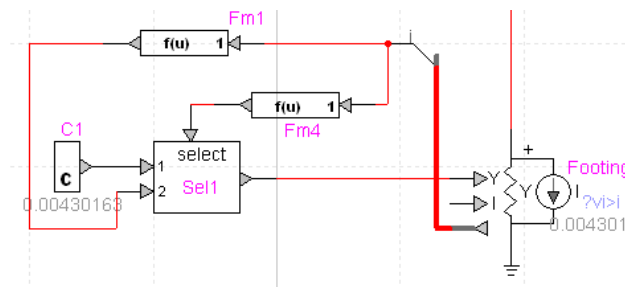 Fm1
f(u) 1
i
f(u) 1
Fm4
C1
select
C
1
2
Sel1
0.00430163
+
Footing
Y
Y
I
I
?vi>i
0.004301